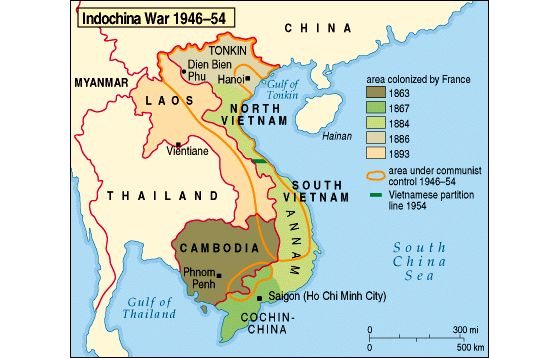 Indochina War 1946–54
CHINA
TONKIN
Dien Bien
Phu
Hanoi
MYANMAR
Gulf of
Tonkin
LAOS
NORTH
VIETNAM
Hainan
Vientiane
THAILAND
SOUTH
VIETNAM
ANNAM
CAMBODIA
Phnom
Penh
Saigon (Ho Chi Minh City)
Gulf of
Thailand
COCHIN-
CHINA
South
China
Sea
area colonized by France
1863
1867
1884
1886
1893
area under communist
control 1946–54
Vietnamese partition
line 1954
0 300 mi
0 500 km